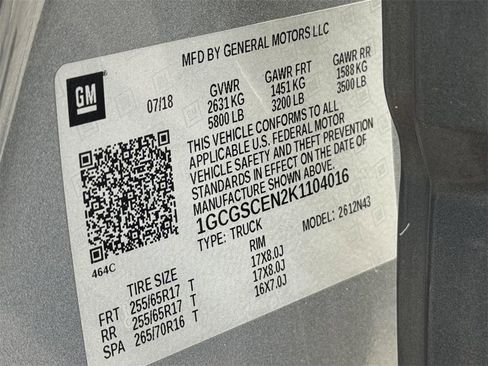 MFD BY GENERAL MOTORS LLC
GM
07/18
GVWR GAWR FRT GAWR RR
2631 KG 1451 KG 1588 KG
5800 LB 3200 LB 3500 LB
THIS VEHICLE CONFORMS TO ALL
APPLICABLE U.S. FEDERAL MOTOR
VEHICLE SAFETY AND THEFT PREVENTION
STANDARDS IN EFFECT ON THE DATE OF
MANUFACTURE SHOWN ABOVE.
1GCGSCEN2K1104016
TYPE: TRUCK MODEL: 2612N43
464C
TIRE SIZE RIM
FRT 255/65R17 T 17X8.0J
RR 255/65R17 T 17X8.0J
SPA 265/70R16 T 16X7.0J